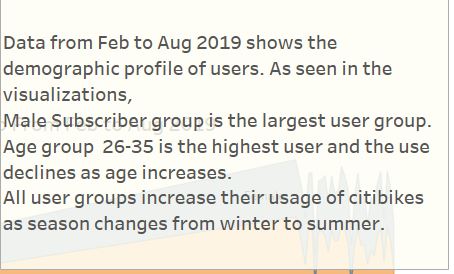 Data from Feb to Aug 2019 shows the
demographic profile of users. As seen in the
visualizations,
Male Subscriber group is the largest user group.
Age group  26-35 is the highest user and the use
declines as age increases.
All user groups increase their usage of citibikes
as season changes from winter to summer.